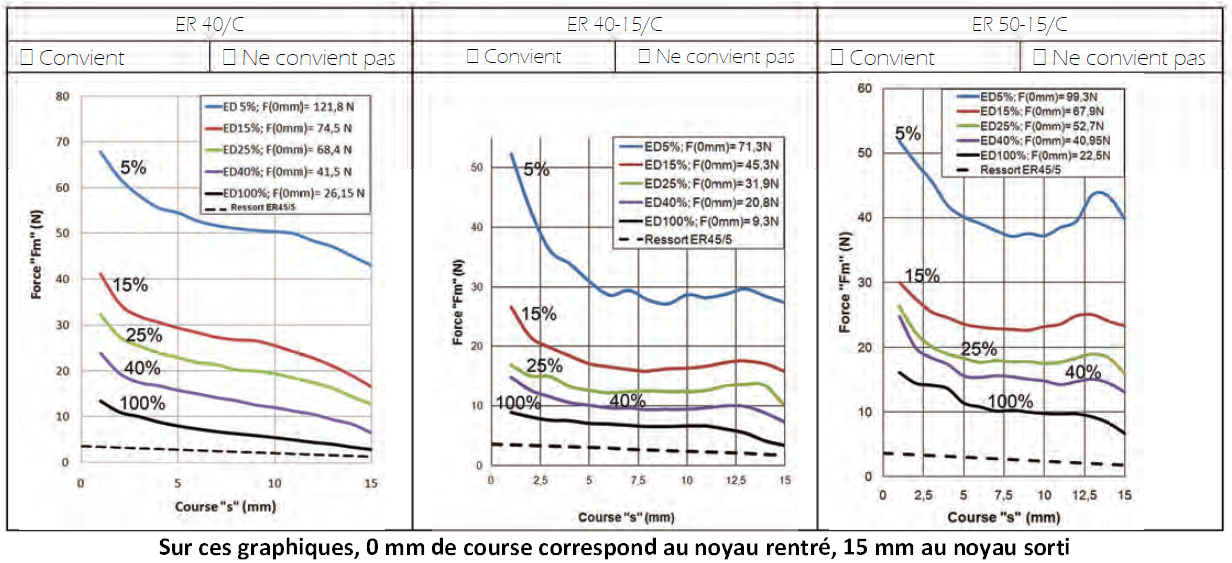 ER 40/C
ER 40-15/C
ER 50-15/C
☐ Convient
☐ Ne convient pas
☐ Convient
☐ Ne convient pas
☐ Convient
☐ Ne convient pas
Force "Fm" (N)
80
70
60
50
40
30
20
10
0
ED 5%; F(0mm)= 121,8 N
ED15%; F(0mm)= 74,5 N
ED25%; F(0mm)= 68,4 N
ED40%; F(0mm)= 41,5 N
ED100%; F(0mm)= 26,15 N
Ressort ER45/5
5%
15%
25%
40%
100%
0 5 10 15
Course "s" (mm)
Force "Fm" (N)
50
40
30
20
10
0
ED5%; F(0mm)= 71,3N
ED15%; F(0mm)= 45,3N
ED25%; F(0mm)= 31,9N
ED40%; F(0mm)= 20,8N
ED100%; F(0mm)= 9,3N
Ressort ER45/5
5%
15%
25%
100%
40%
0 2,5 5 7,5 10 12,5 15
Course "s" (mm)
Force "Fm" (N)
60
50
40
30
20
10
0
ED5%; F(0mm)= 99,3N
ED15%; F(0mm)= 67,9N
ED25%; F(0mm)= 52,7N
ED40%; F(0mm)= 40,95N
ED100%; F(0mm)= 22,5N
Ressort ER45/5
5%
15%
25%
40%
100%
0 2,5 5 7,5 10 12,5 15
Course "s" (mm)
Sur ces graphiques, 0 mm de course correspond au noyau rentré, 15 mm au noyau sorti